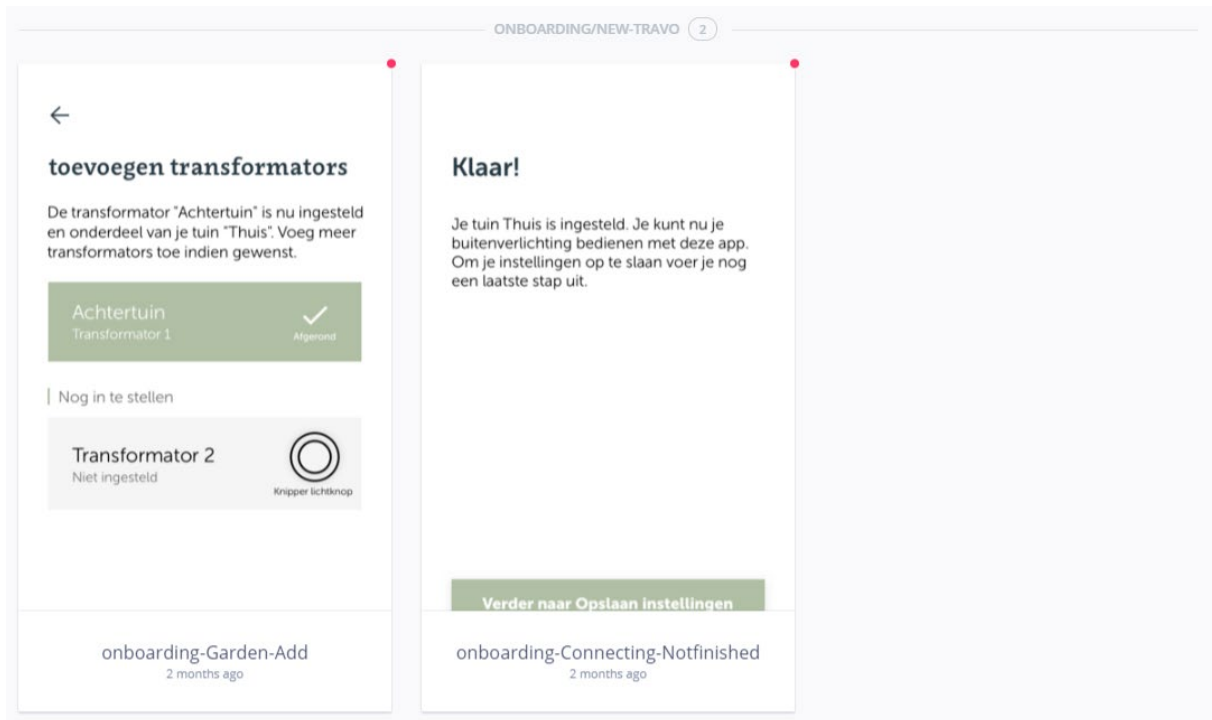 ONBOARDING/NEW-TRAVO 2
toevoegen transformators
De transformator "Achtertuin" is nu ingesteld
en onderdeel van je tuin "Thuis". Voeg meer
transformators toe indien gewenst.
Achtertuin
Transformator 1
Afgerond
Nog in te stellen
Transformator 2
Niet ingesteld
Knipper lichtknop
onboarding-Garden-Add
2 months ago
Klaar!
Je tuin Thuis is ingesteld. Je kunt nu je
buitenverlichting bedienen met deze app.
Om je instellingen op te slaan voer je nog
een laatste stap uit.
Verder naar Opslaan instellingen
onboarding-Connecting-Notfinished
2 months ago